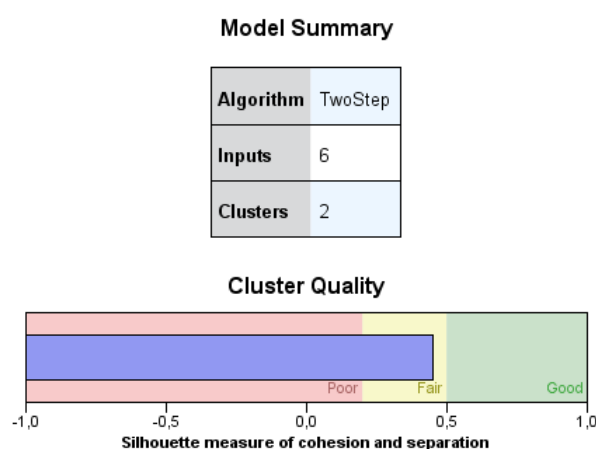 Model Summary
Algorithm TwoStep
Inputs 6
Clusters 2
Cluster Quality
Poor Fair Good
-1,0 -0,5 0,0 0,5 1,0
Silhouette measure of cohesion and separation